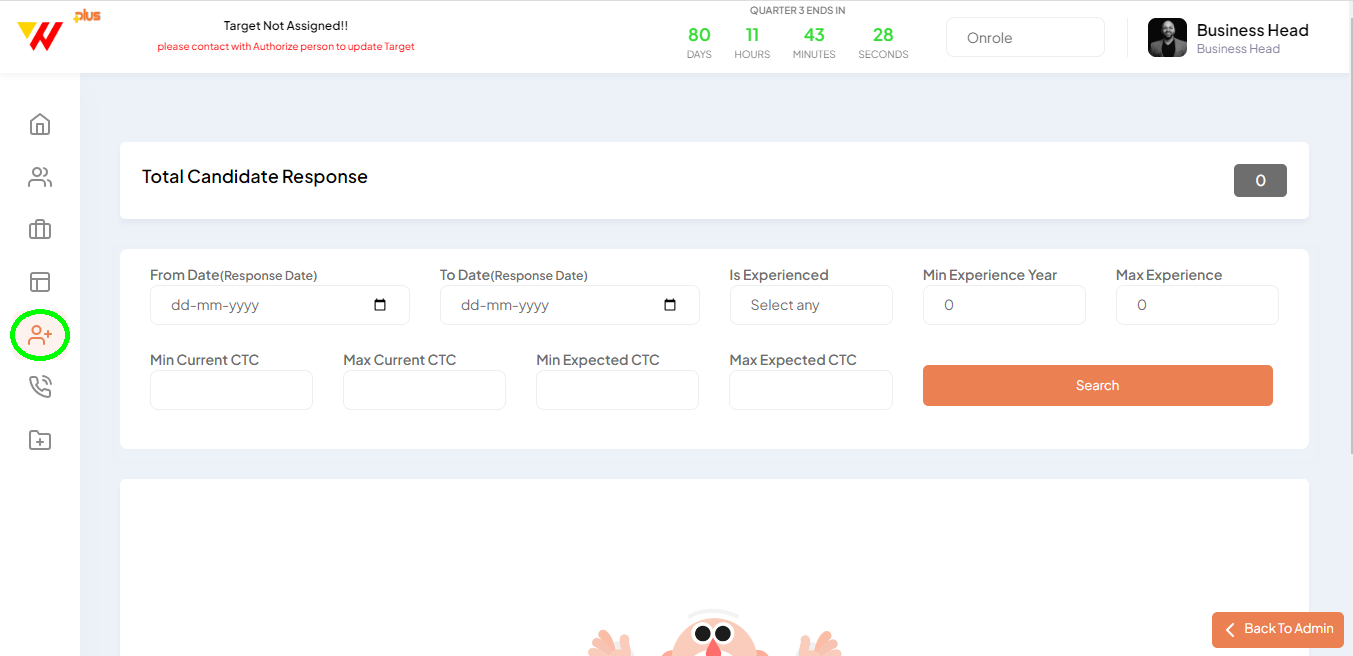 plus
Target Not Assigned!!
please contact with Authorize person to update Target
QUARTER 3 ENDS IN
80 11 43 28
DAYS HOURS MINUTES SECONDS
Onrole
Business Head
Business Head
Total Candidate Response
0
From Date(Response Date) To Date(Response Date) Is Experienced Min Experience Year Max Experience
dd-mm-yyyy dd-mm-yyyy Select any 0 0
Min Current CTC Max Current CTC Min Expected CTC Max Expected CTC
Search
Back To Admin